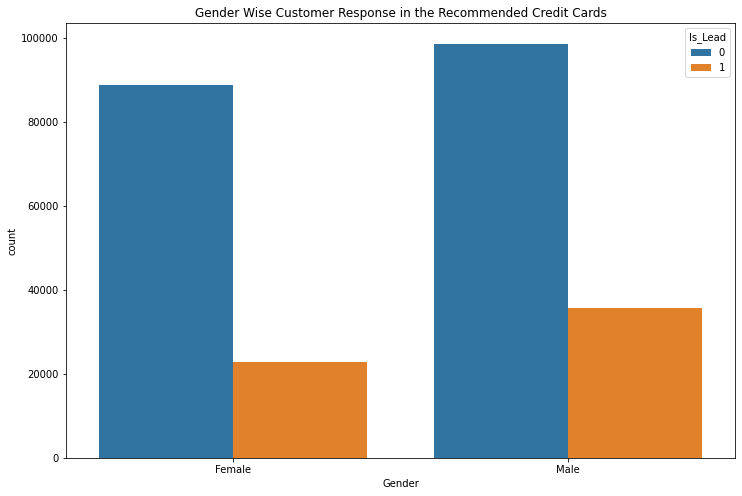 Gender Wise Customer Response in the Recommended Credit Cards
Is_Lead
0
1
100000
80000
60000
40000
20000
0
count
Female
Male
Gender